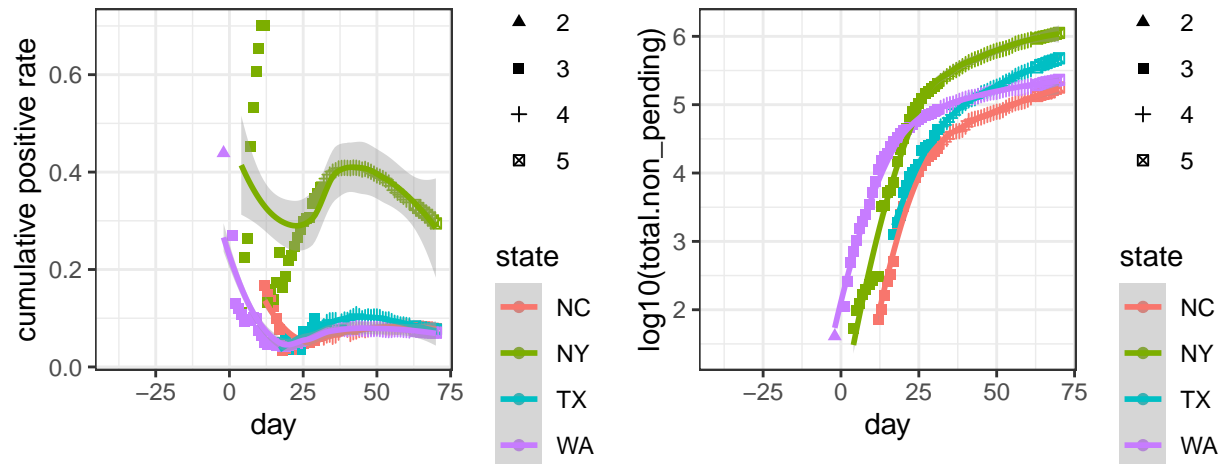 cumulative positive rate
0.6
0.4
0.2
0.0
−25
0
25
50
75
day
2
3
4
5
state
NC
NY
TX
WA
log10(total.non_pending)
6
5
4
3
2
−25
0
25
50
75
day
2
3
4
5
state
NC
NY
TX
WA